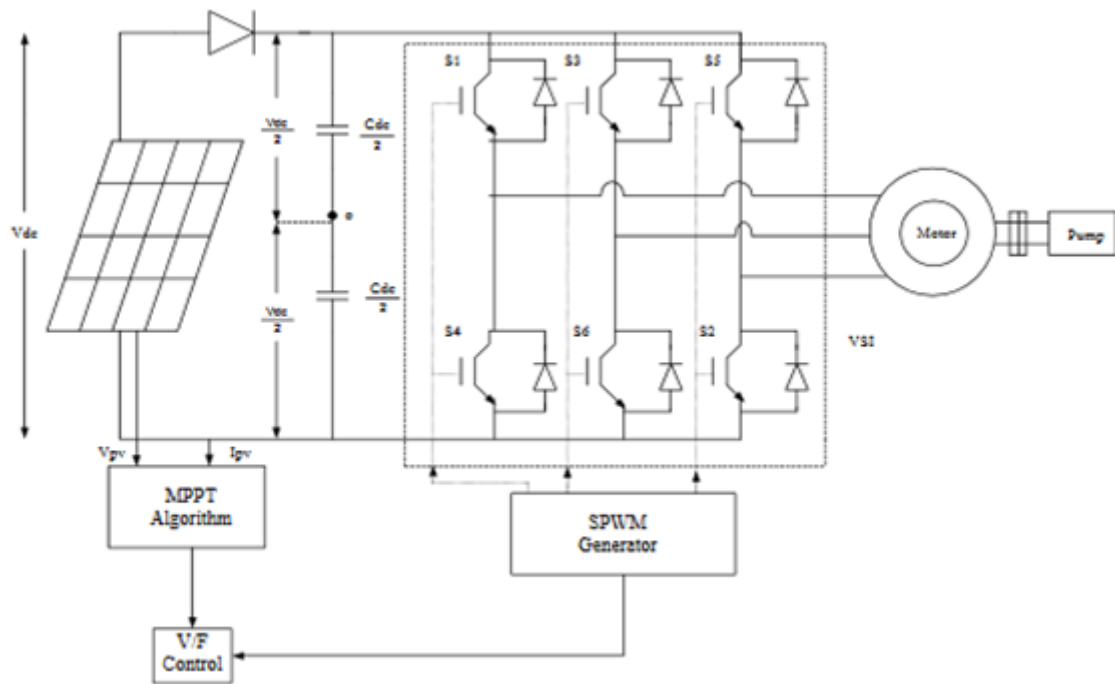 S1
S3
S5
Vdc
2
Cdc
2
o
Vdc
Motor
Pump
Vdc
2
Cdc
2
S4
S6
S2
VSI
Vpv
Ipv
MPPT
Algorithm
SPWM
Generator
V/F
Control